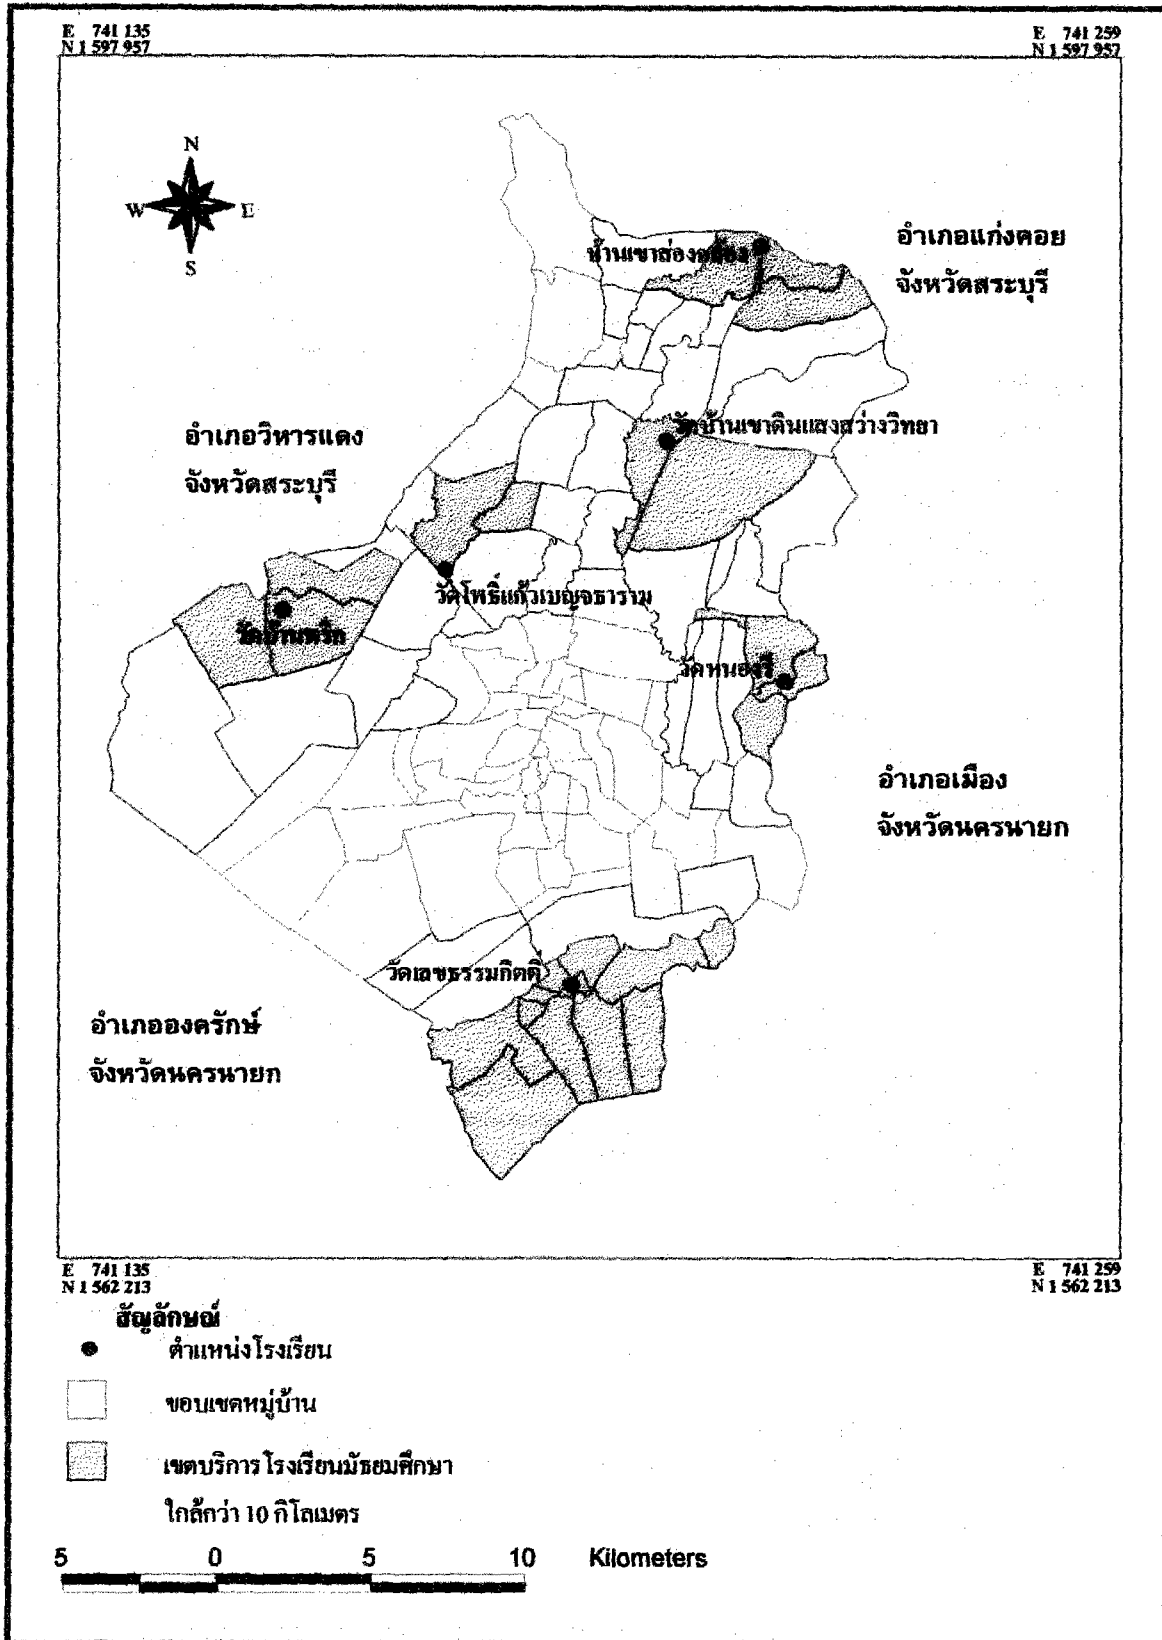 E 741 135
N 1 597 957
E 741 259
N 1 597 957
N
W E
S
อำเภอแก่งคอย
จังหวัดสระบุรี
วัดบ้านเขาดินแสงสว่างวิทยา
อำเภอวิหารแดง
จังหวัดสระบุรี
วัดโพธิ์แก้วเบญจธาราม
วัดบ้านพริก
วัดหนองรี
อำเภอเมือง
จังหวัดนครนายก
วัดเลขธรรมกิตติ์
อำเภอองครักษ์
จังหวัดนครนายก
E 741 135
N 1 562 213
E 741 259
N 1 562 213
สัญลักษณ์
ตำแหน่งโรงเรียน
ขอบเขตหมู่บ้าน
เขตบริการโรงเรียนมัธยมศึกษา
ใกล้กว่า 10 กิโลเมตร
5 0 5 10 Kilometers